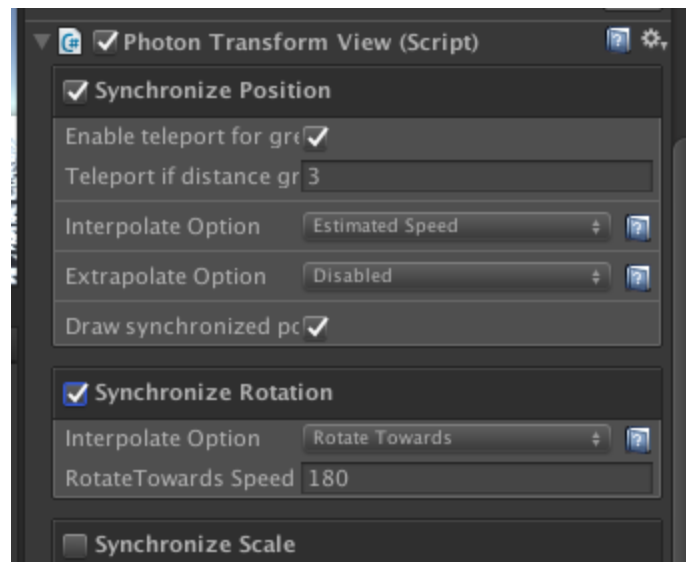 Photon Transform View (Script)
Synchronize Position
Enable teleport for gre
Teleport if distance gr 3
Interpolate Option Estimated Speed
Extrapolate Option Disabled
Draw synchronized po
Synchronize Rotation
Interpolate Option Rotate Towards
RotateTowards Speed 180
Synchronize Scale